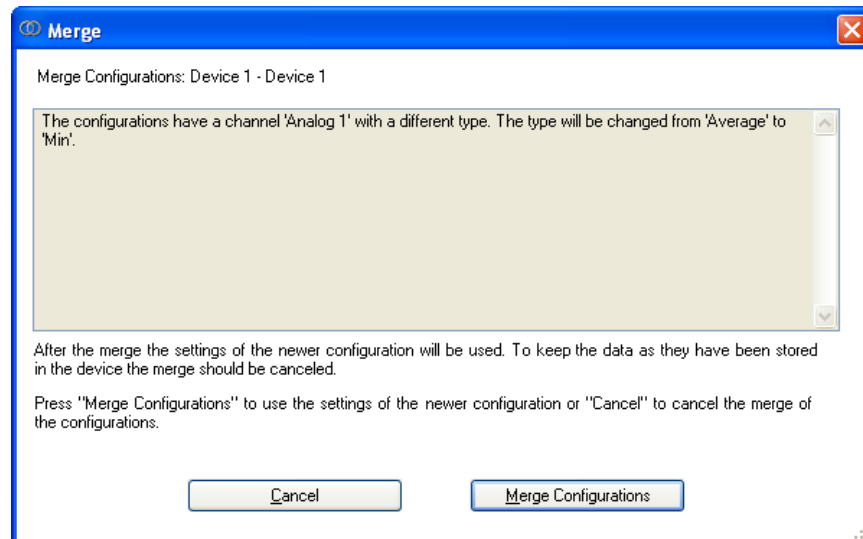 Merge
Merge Configurations: Device 1 - Device 1
The configurations have a channel 'Analog 1' with a different type. The type will be changed from 'Average' to
'Min'.
After the merge the settings of the newer configuration will be used. To keep the data as they have been stored
in the device the merge should be canceled.
Press "Merge Configurations" to use the settings of the newer configuration or "Cancel" to cancel the merge of
the configurations.
Cancel
Merge Configurations